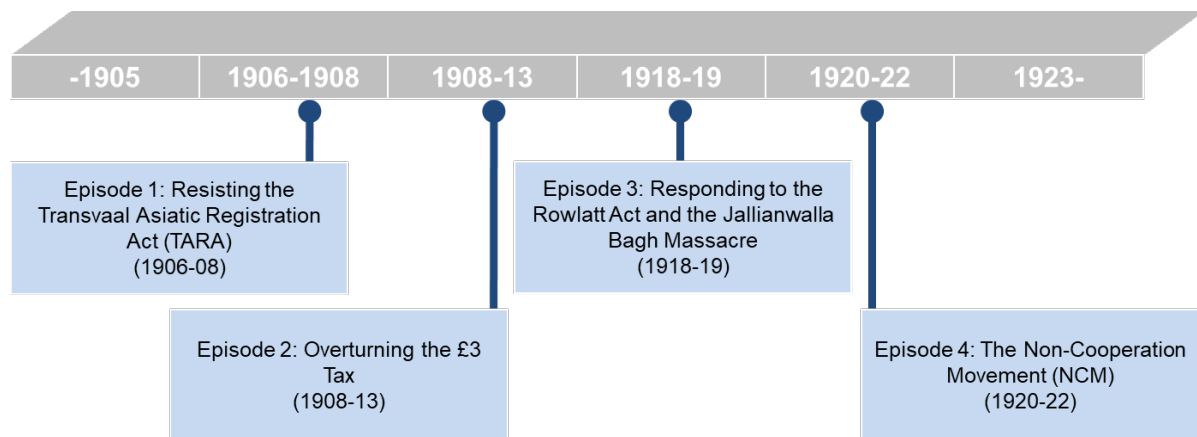 -1905
1906-1908
1908-13
1918-19
1920-22
1923-
Episode 1: Resisting the
Transvaal Asiatic Registration
Act (TARA)
(1906-08)
Episode 2: Overturning the £3
Tax
(1908-13)
Episode 3: Responding to the
Rowlatt Act and the Jallianwalla
Bagh Massacre
(1918-19)
Episode 4: The Non-Cooperation
Movement (NCM)
(1920-22)